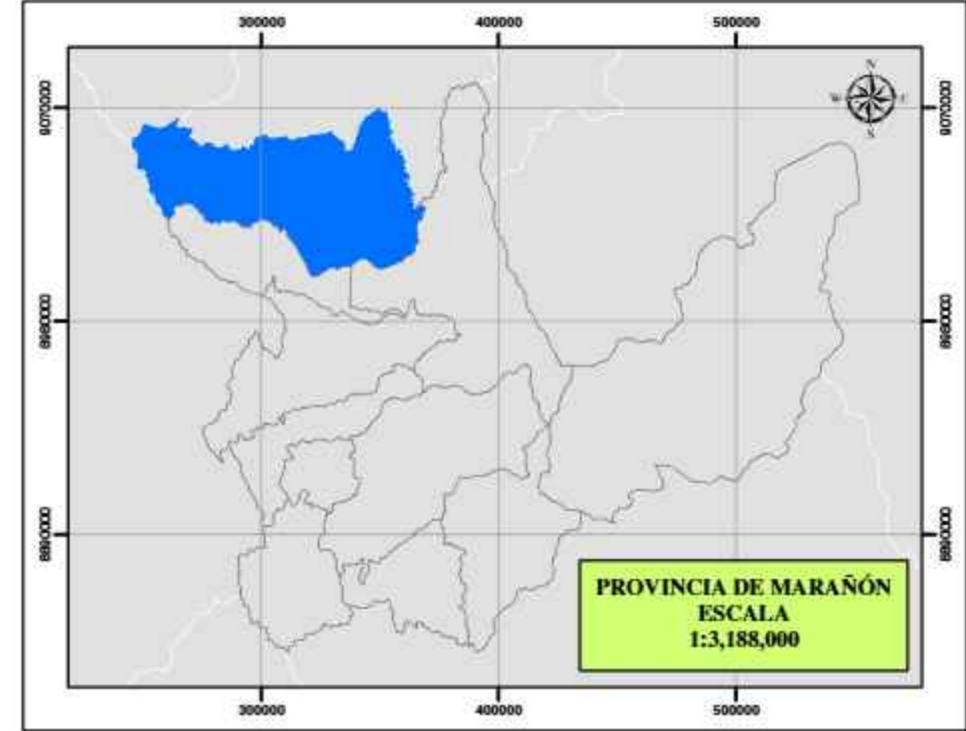 300000 400000 500000
N
W E
S
9070000 9070000
8980000 8980000
8890000 8890000
PROVINCIA DE MARAÑÓN
ESCALA
1:3,188,000
300000 400000 500000